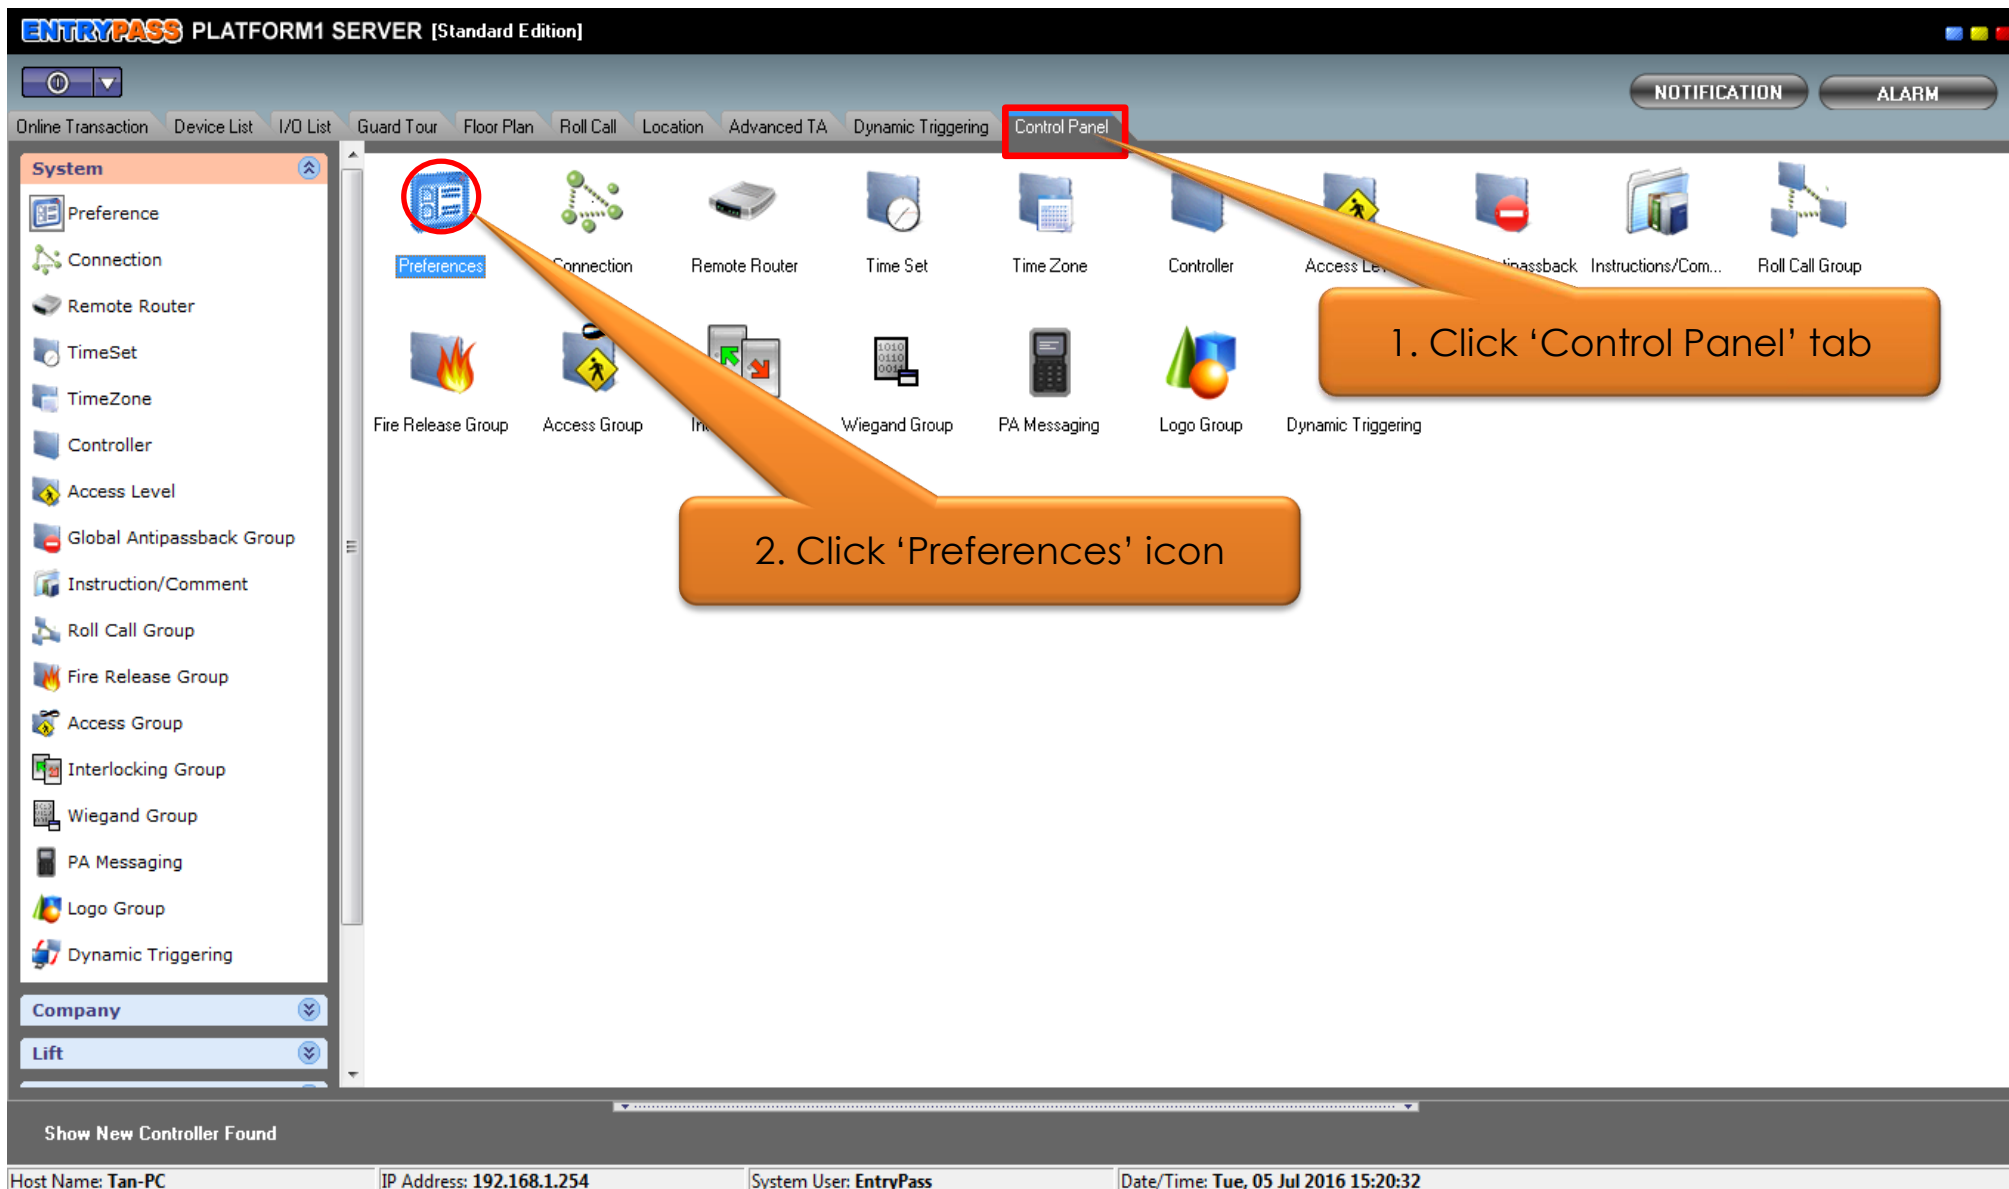 ENTRYPASS PLATFORM1 SERVER [Standard Edition]
NOTIFICATION ALARM
Online Transaction Device List I/O List Guard Tour Floor Plan Roll Call Location Advanced TA Dynamic Triggering Control Panel
System
Preference
Connection
Remote Router
TimeSet
TimeZone
Controller
Access Level
Global Antipassback Group
Instruction/Comment
Roll Call Group
Fire Release Group
Access Group
Interlocking Group
Wiegand Group
PA Messaging
Logo Group
Dynamic Triggering
Company
Lift
Preferences Connection Remote Router Time Set Time Zone Controller Access Instructions/Com... Roll Call Group
Fire Release Group Access Group Wiegand Group PA Messaging Logo Group Dynamic Triggering
1. Click ‘Control Panel’ tab
2. Click ‘Preferences’ icon
Show New Controller Found
Host Name: Tan-PC IP Address: 192.168.1.254 System User: EntryPass Date/Time: Tue, 05 Jul 2016 15:20:32